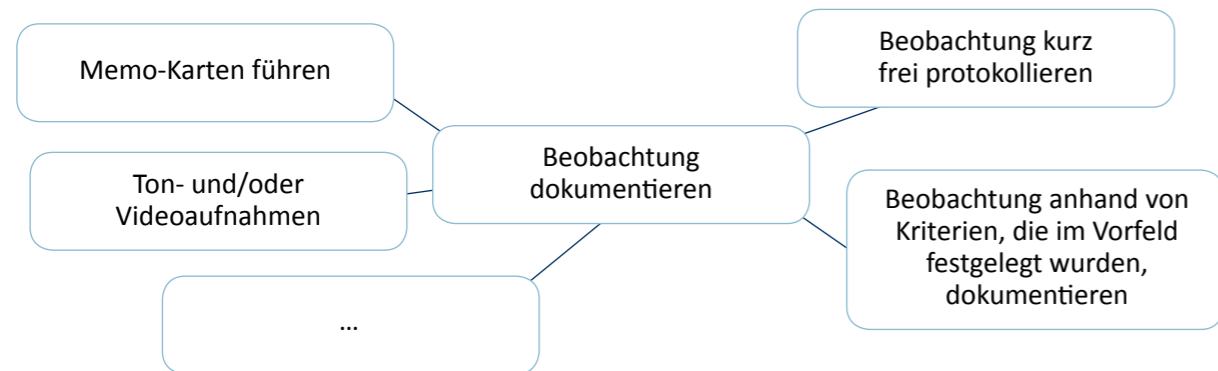 Memo-Karten führen
Beobachtung kurz
frei protokollieren
Beobachtung
dokumentieren
Ton- und/oder
Videoaufnahmen
Beobachtung anhand von
Kriterien, die im Vorfeld
festgelegt wurden,
dokumentieren
...